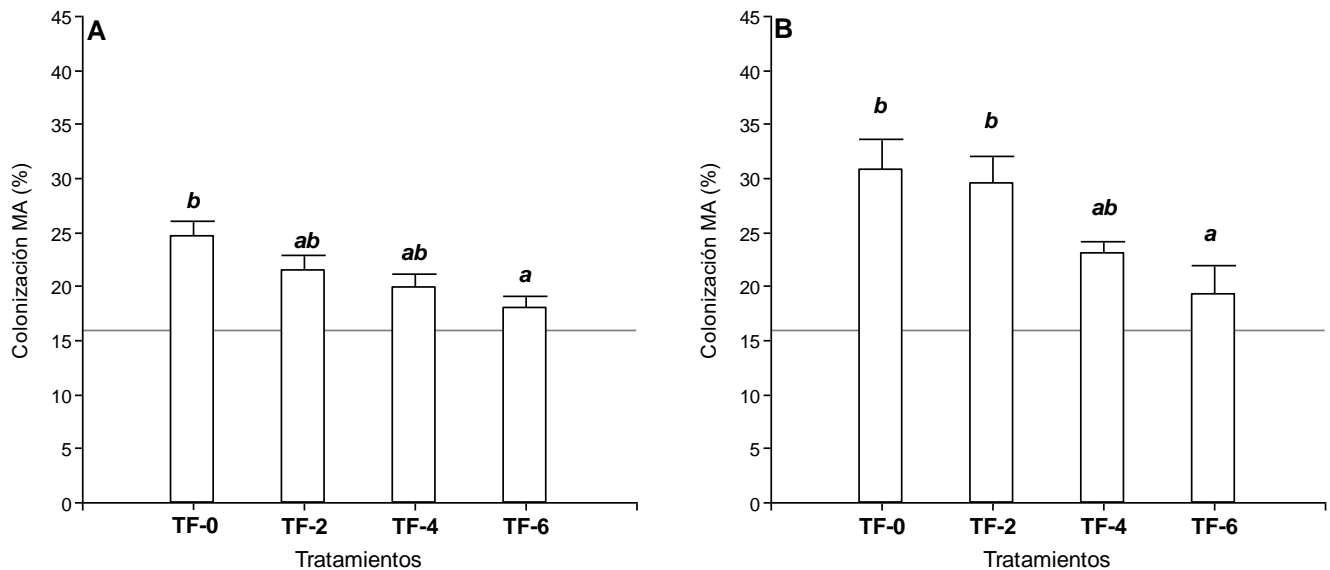 A
45
40
35
30
25
20
15
10
5
0
Colonización MA (%)
b
ab
ab
a
TF-0 TF-2 TF-4 TF-6
Tratamientos
B
45
40
35
30
25
20
15
10
5
0
Colonización MA (%)
b
b
ab
a
TF-0 TF-2 TF-4 TF-6
Tratamientos